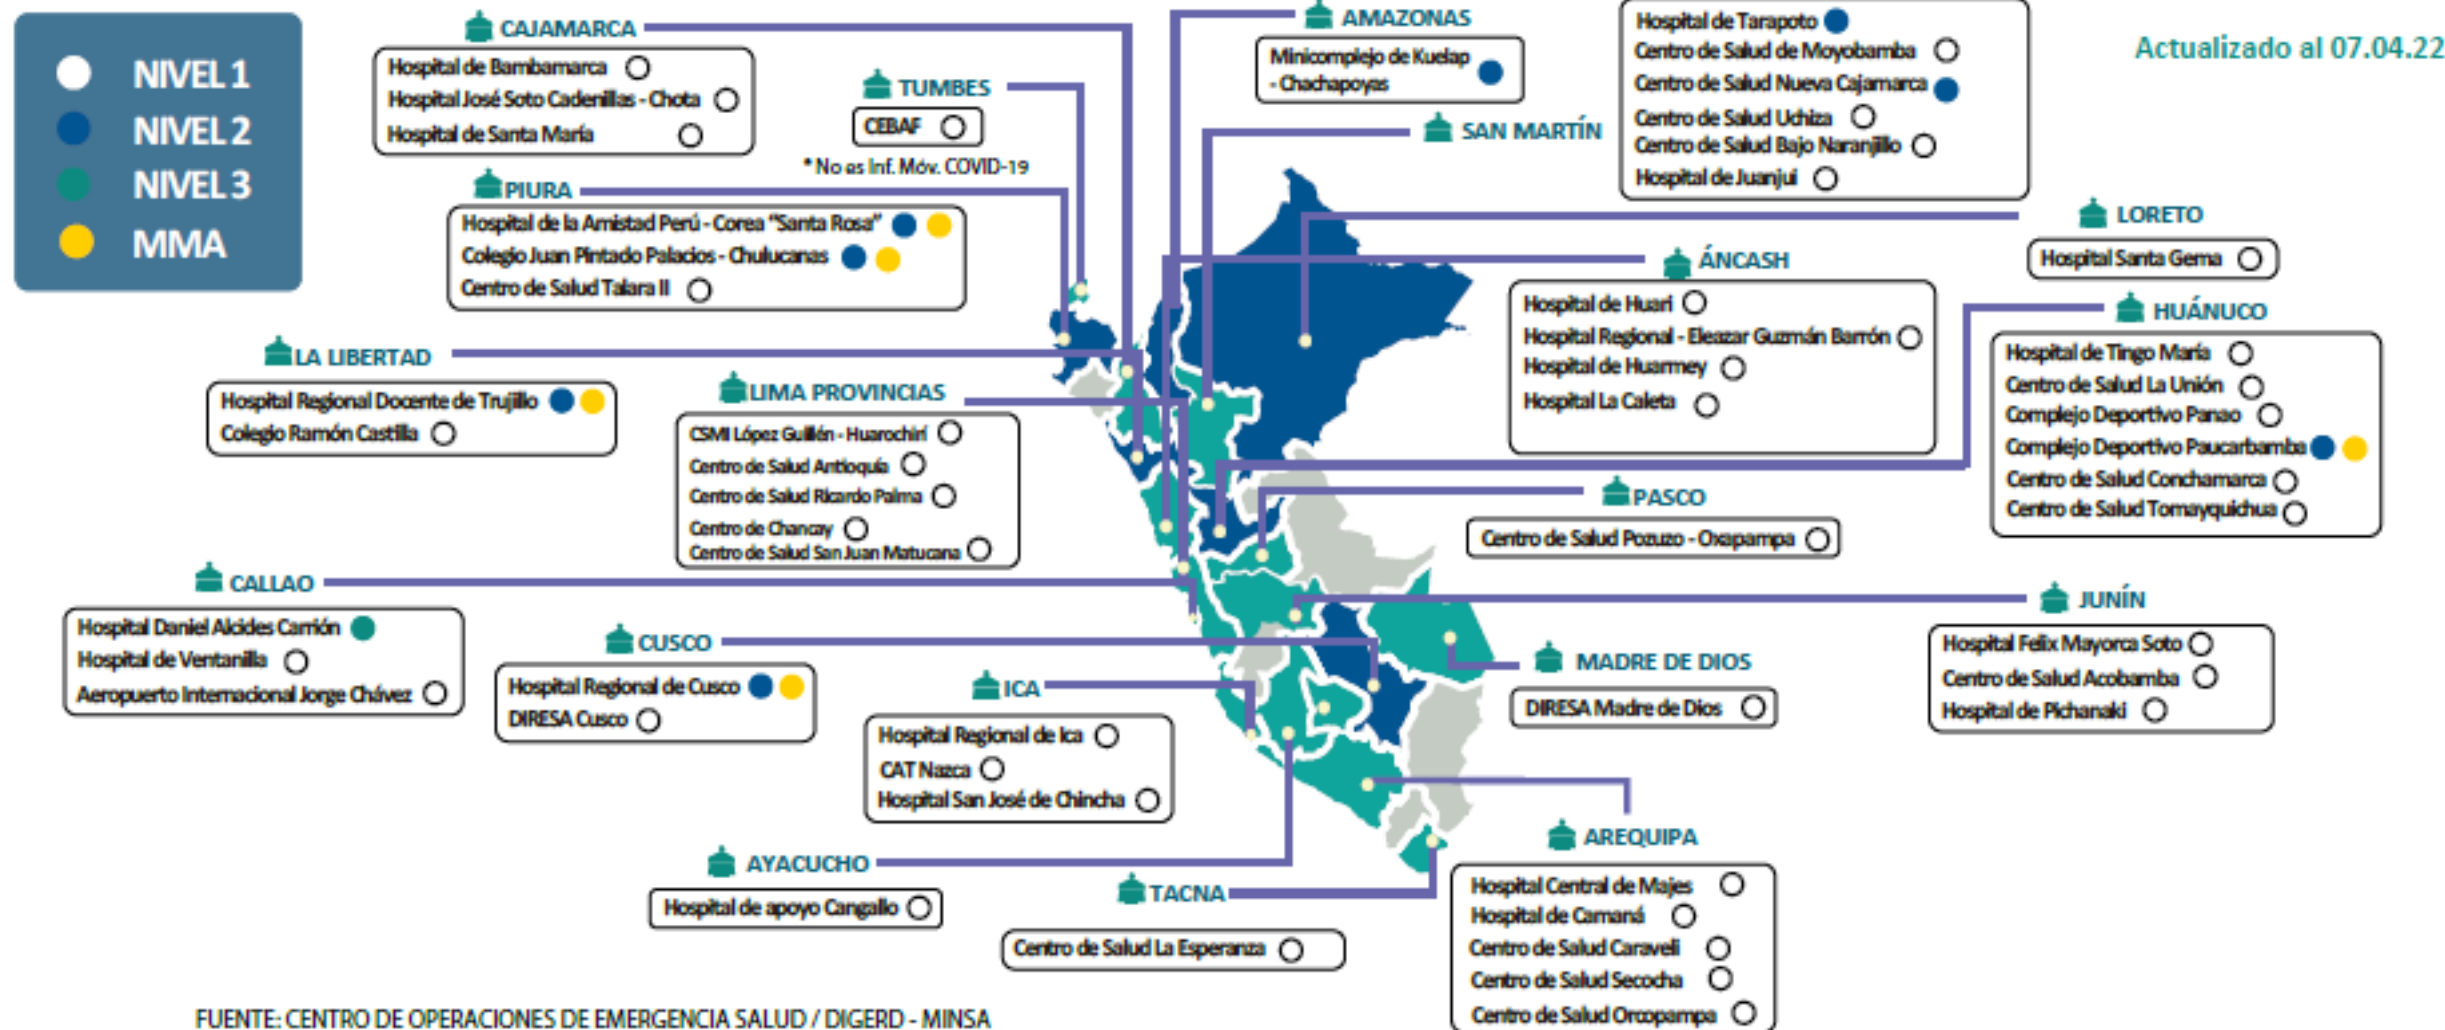 NIVEL 1
NIVEL 2
NIVEL 3
MMA
CAJAMARCA
Hospital de Bambamarca
Hospital José Soto Cadenillas - Chota
Hospital de Santa María
TUMBES
CEBAF
* No es Inf. Móv. COVID-19
PIURA
Hospital de la Amistad Perú - Corea "Santa Rosa"
Colegio Juan Pintado Palacios - Chulucanas
Centro de Salud Talara II
LA LIBERTAD
Hospital Regional Docente de Trujillo
Colegio Ramón Castilla
LIMA PROVINCIAS
CSMI López Guillén - Huarochirí
Centro de Salud Antioquía
Centro de Salud Ricardo Palma
Centro de Chancay
Centro de Salud San Juan Matucana
CALLAO
Hospital Daniel Alcides Carrión
Hospital de Ventanilla
Aeropuerto Internacional Jorge Chávez
CUSCO
Hospital Regional de Cusco
DIRESA Cusco
ICA
Hospital Regional de Ica
CAT Nazca
Hospital San José de Chincha
AYACUCHO
Hospital de apoyo Cangallo
TACNA
Centro de Salud La Esperanza
AMAZONAS
Minicomplejo de Kuelap
- Chachapoyas
SAN MARTÍN
Hospital de Tarapoto
Centro de Salud de Moyobamba
Centro de Salud Nueva Cajamarca
Centro de Salud Uchiza
Centro de Salud Bajo Naranjillo
Hospital de Juanjui
Actualizado al 07.04.22
LORETO
Hospital Santa Gema
ÁNCASH
Hospital de Huari
Hospital Regional - Eleazar Guzmán Barrón
Hospital de Huarmey
Hospital La Caleta
HUÁNUCO
Hospital de Tingo María
Centro de Salud La Unión
Complejo Deportivo Panao
Complejo Deportivo Paucarbamba
Centro de Salud Conchamarca
Centro de Salud Tomayquichua
PASCO
Centro de Salud Pozuzo - Oxapampa
JUNÍN
Hospital Felix Mayorca Soto
Centro de Salud Acobamba
Hospital de Pichanaki
MADRE DE DIOS
DIRESA Madre de Dios
AREQUIPA
Hospital Central de Majes
Hospital de Camaná
Centro de Salud Caraveli
Centro de Salud Secocha
Centro de Salud Orcopampa
FUENTE: CENTRO DE OPERACIONES DE EMERGENCIA SALUD / DIGERD - MINSA